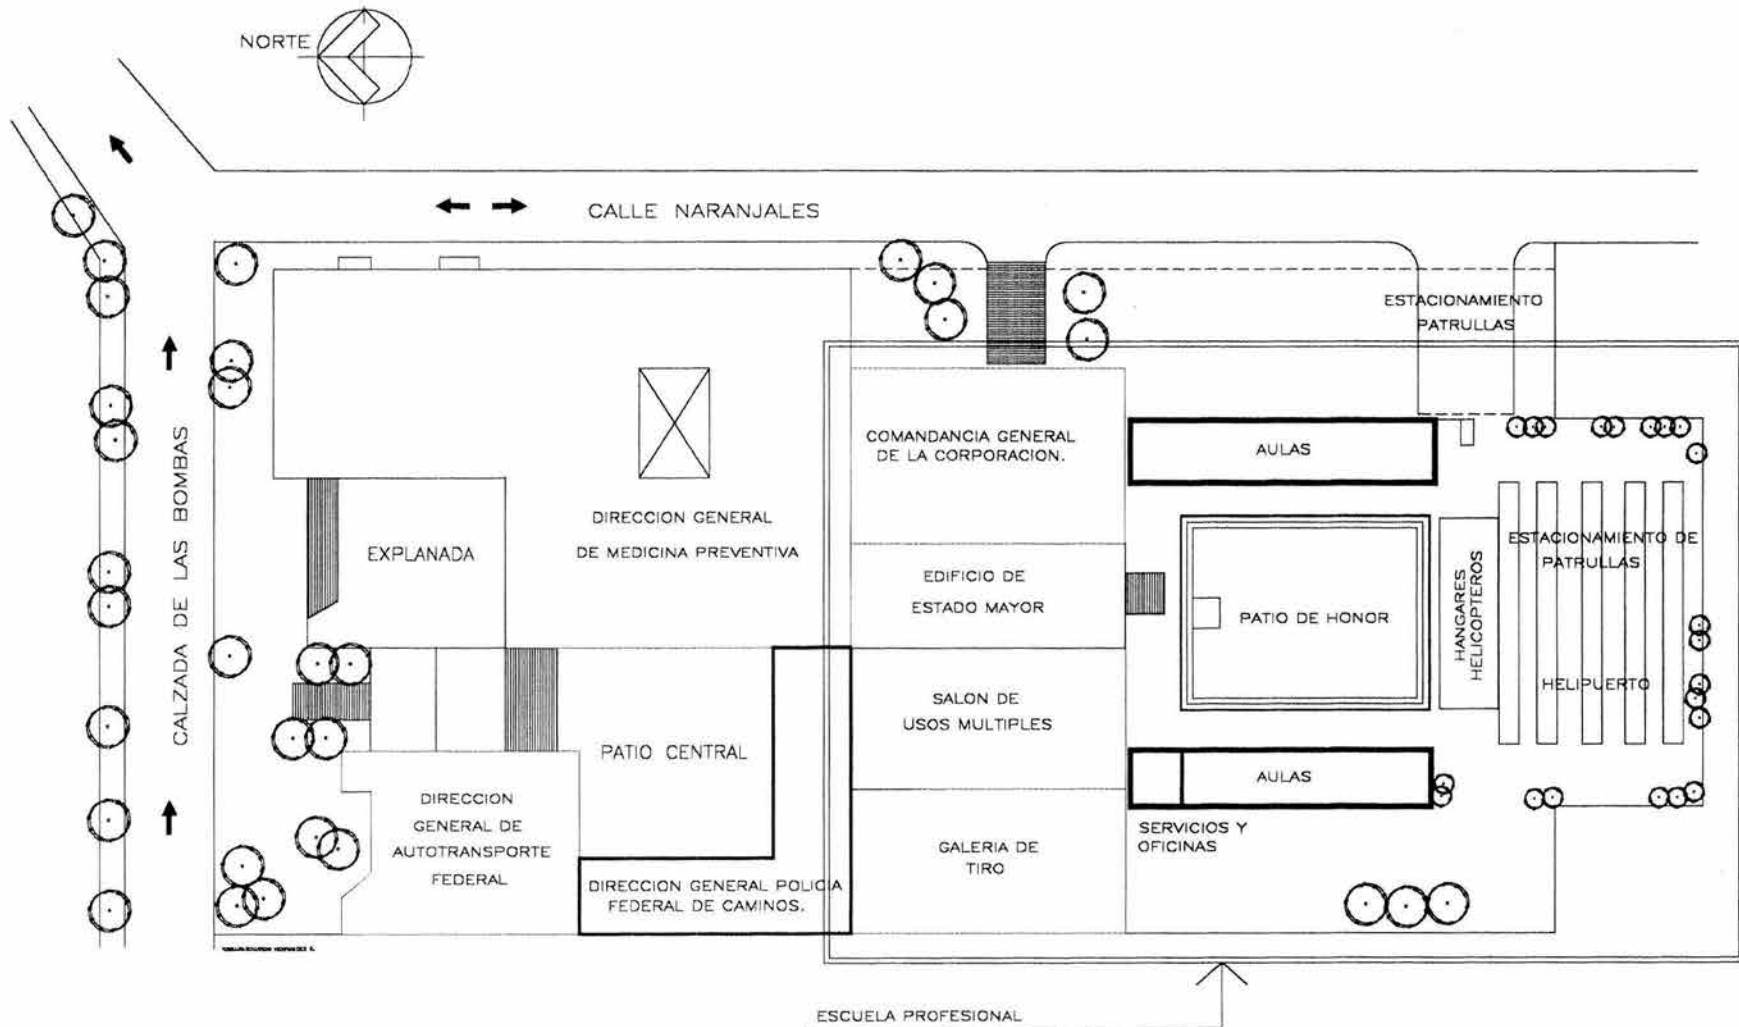 NORTE
CALLE NARANJALES
CALZADA DE LAS BOMBAS
ESTACIONAMIENTO
PATRULLAS
COMANDANCIA GENERAL
DE LA CORPORACION.
AULAS
DIRECCION GENERAL
DE MEDICINA PREVENTIVA
EXPLANADA
EDIFICIO DE
ESTADO MAYOR
PATIO DE HONOR
HANGARES
HELICOPTEROS
ESTACIONAMIENTO DE
PATRULLAS
HELIPUERTO
SALON DE
USOS MULTIPLES
PATIO CENTRAL
AULAS
DIRECCION
GENERAL DE
AUTOTRANSPORTE
FEDERAL
SERVICIOS Y
OFICINAS
GALERIA DE
TIRO
DIRECCION GENERAL POLICIA
FEDERAL DE CAMINOS.
ESCUELA PROFESIONAL